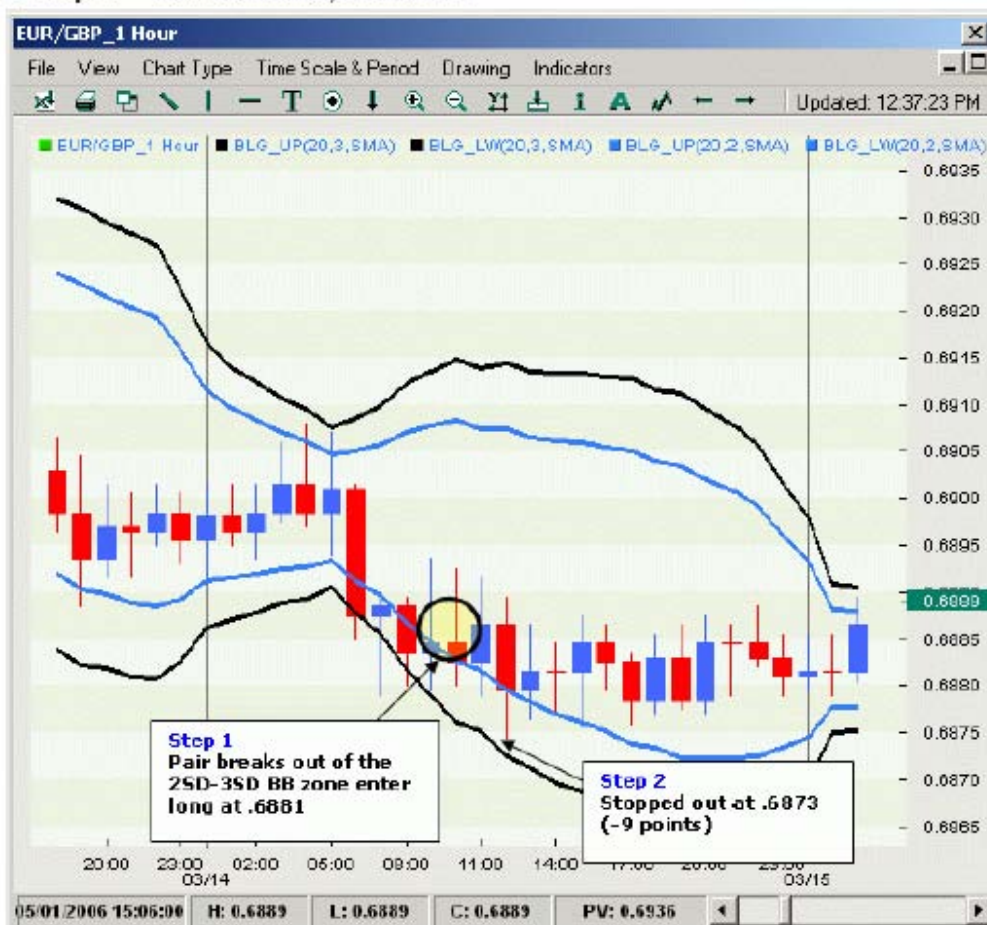 EUR/GBP_1 Hour
File View Chart Type Time Scale & Period Drawing Indicators
Updated: 12:37:23 PM
EUR/GBP_1 Hour BLG_UP(20,3,SMA) BLG_LW(20,3,SMA) BLG_UP(20,2,SMA) BLG_LW(20,2,SMA)
0.6935
0.6930
0.6925
0.6920
0.6915
0.6910
0.6905
0.6900
0.6895
0.6889
0.6885
0.6880
0.6875
0.6870
0.6865
Step 1
Pair breaks out of the
2SD-3SD BB zone enter
long at .6881
Step 2
Stopped out at .6873
(-9 points)
20:00 23:00 02:00 05:00 08:00 11:00 14:00 17:00 20:00 23:00
03/14 03/15
05/01/2006 15:06:00 H: 0.6889 L: 0.6889 C: 0.6889 PV: 0.6936